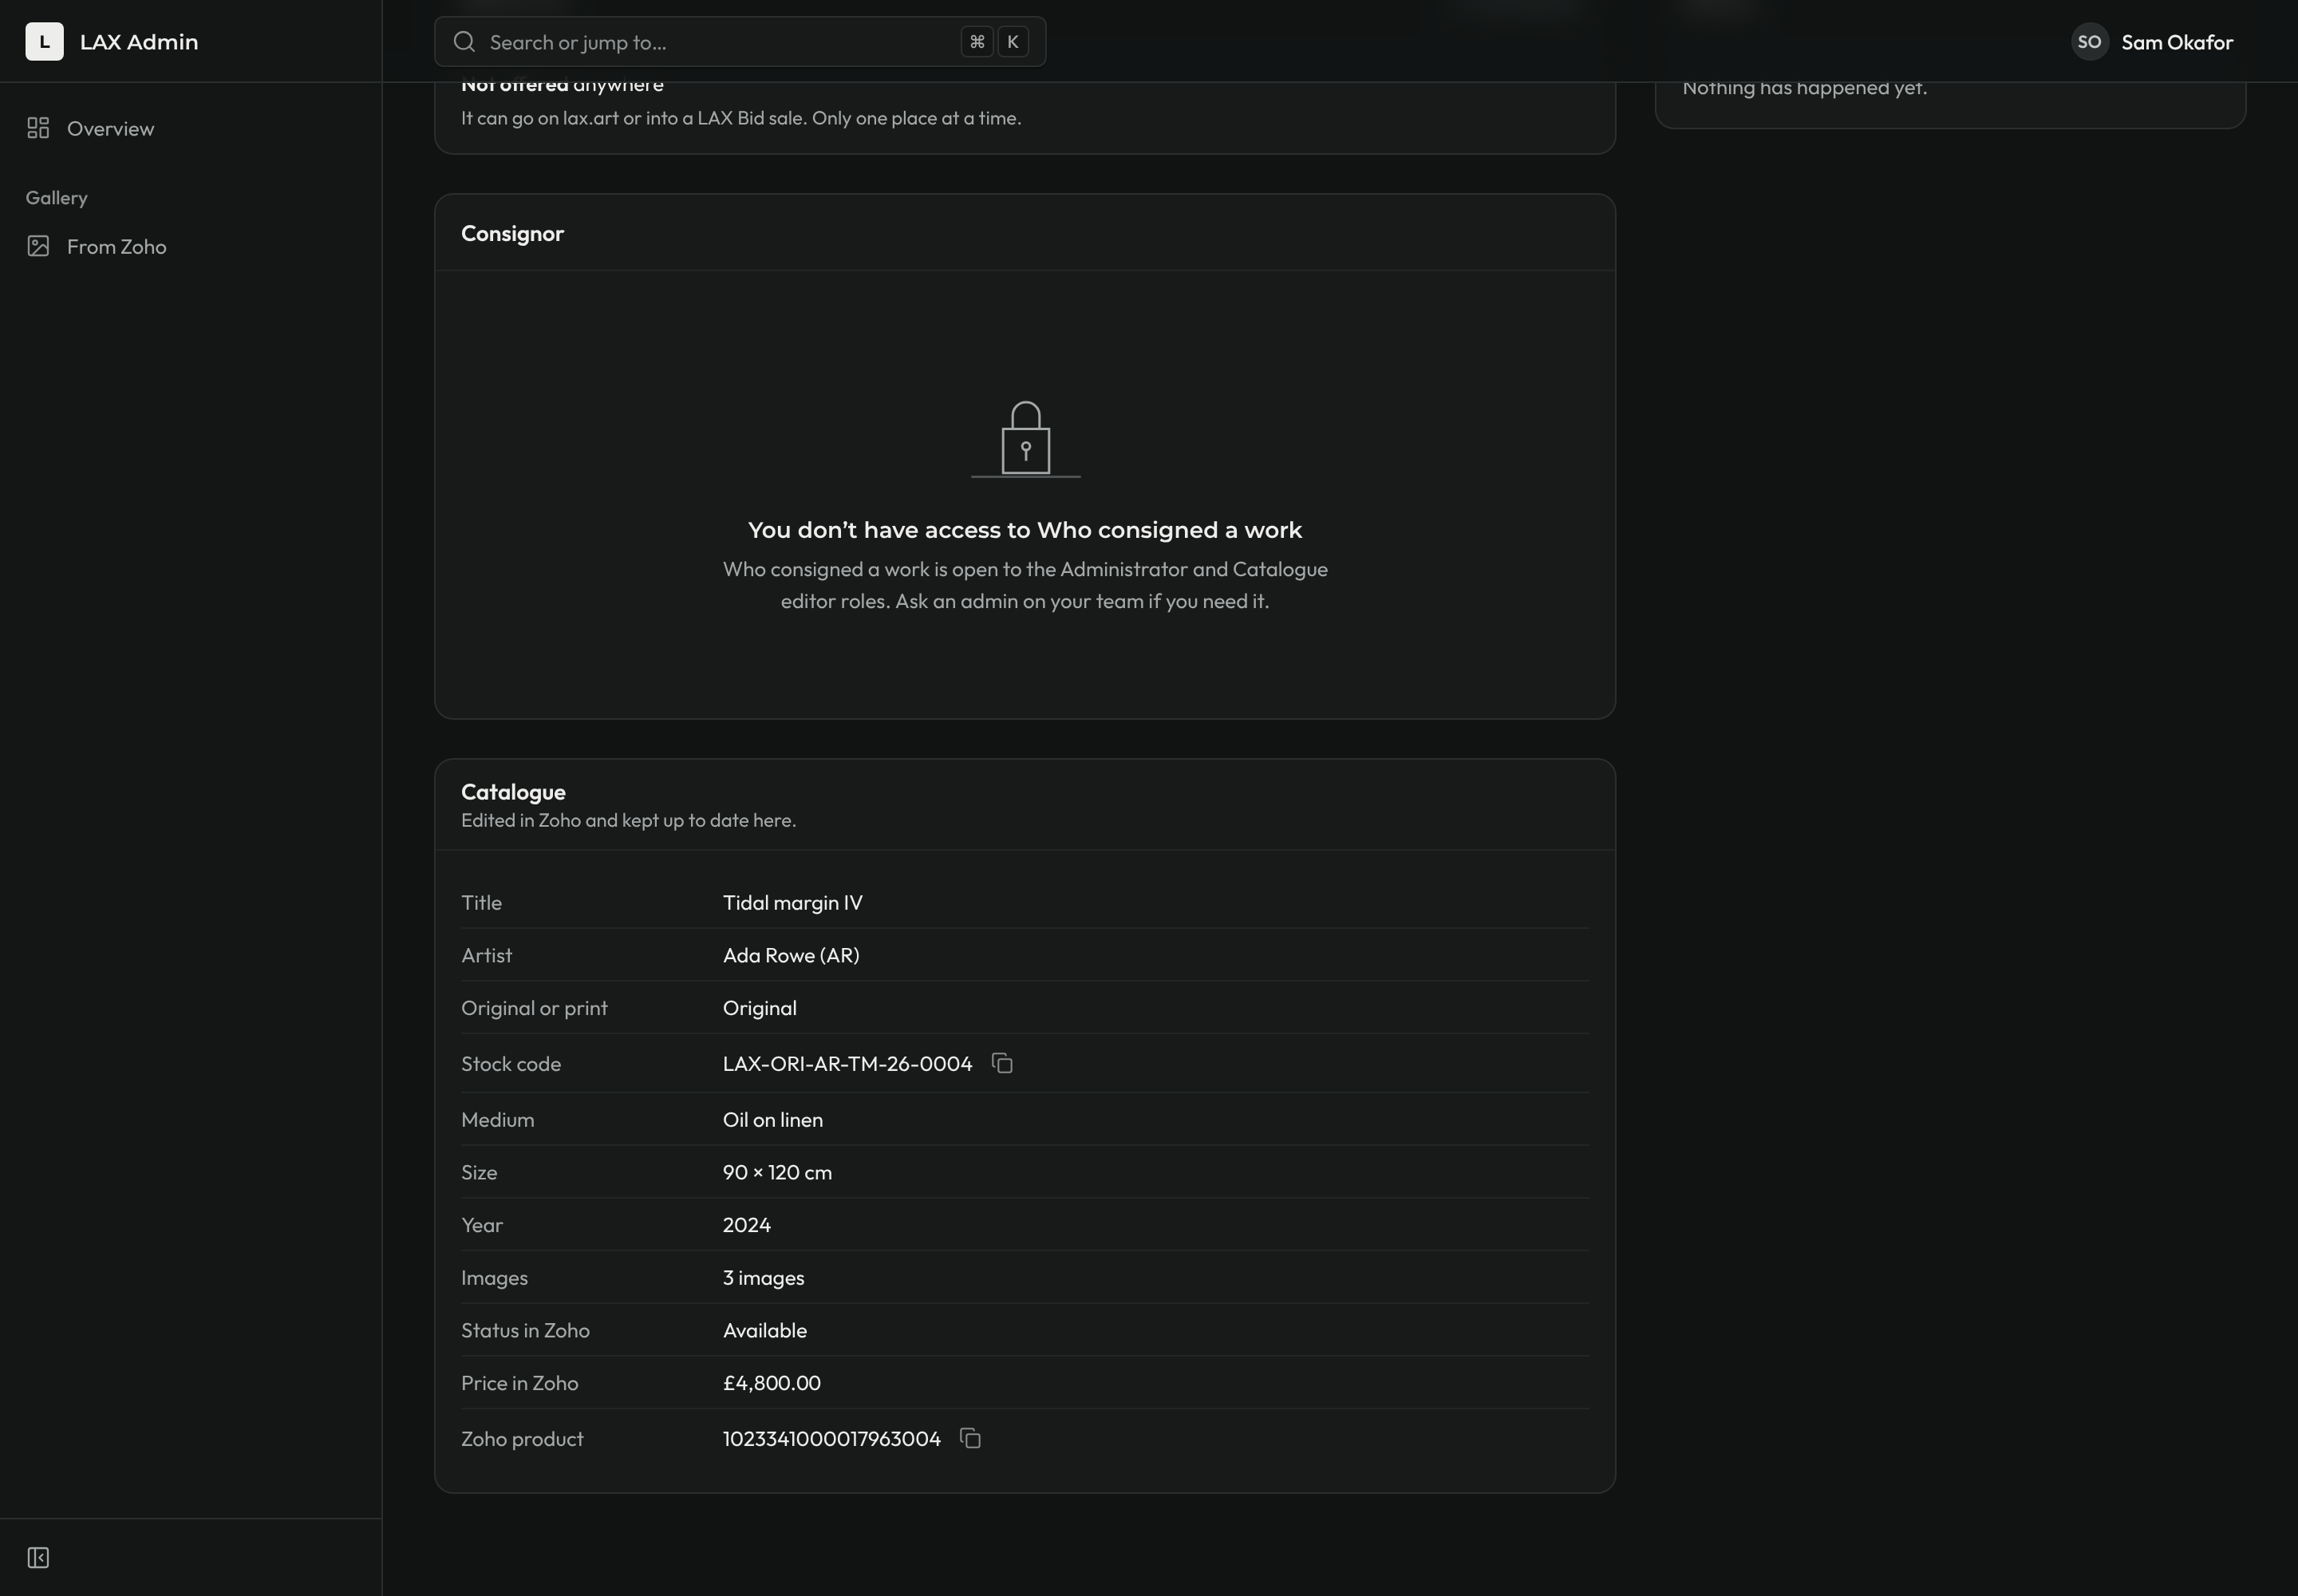 L
LAX Admin
Search or jump to...
⌘ K
SO
Sam Okafor
Overview
Gallery
From Zoho
Not offered anywhere
It can go on lax.art or into a LAX Bid sale. Only one place at a time.
Nothing has happened yet.
Consignor
You don’t have access to Who consigned a work
Who consigned a work is open to the Administrator and Catalogue
editor roles. Ask an admin on your team if you need it.
Catalogue
Edited in Zoho and kept up to date here.
Title Tidal margin IV
Artist Ada Rowe (AR)
Original or print Original
Stock code LAX-ORI-AR-TM-26-0004
Medium Oil on linen
Size 90 × 120 cm
Year 2024
Images 3 images
Status in Zoho Available
Price in Zoho £4,800.00
Zoho product 1023341000017963004